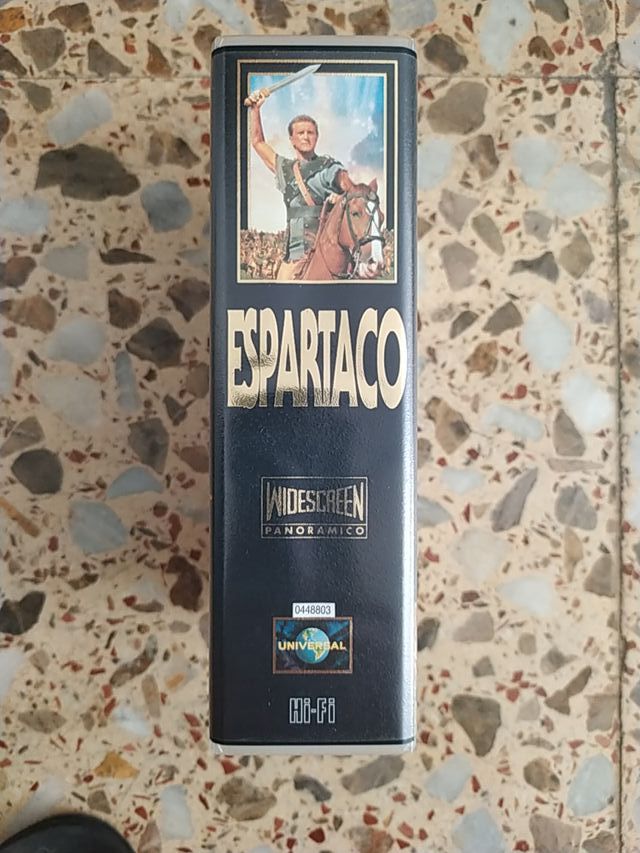 ESPARTACO
WIDESCREEN
PANORAMICO
0448803
UNIVERSAL
Hi-Fi